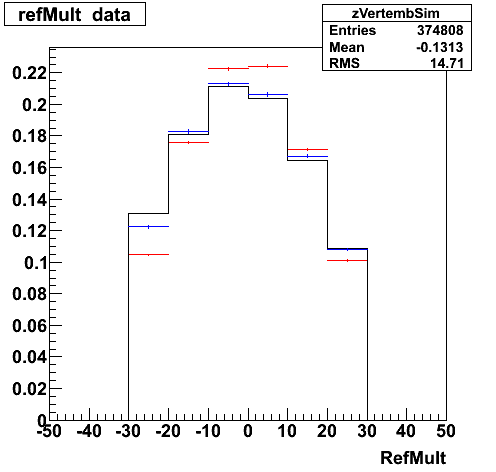 refMult data
zVertembSim
Entries 374808
Mean -0.1313
RMS 14.71
0.22
0.2
0.18
0.16
0.14
0.12
0.1
0.08
0.06
0.04
0.02
0
-50 -40 -30 -20 -10 0 10 20 30 40 50
RefMult